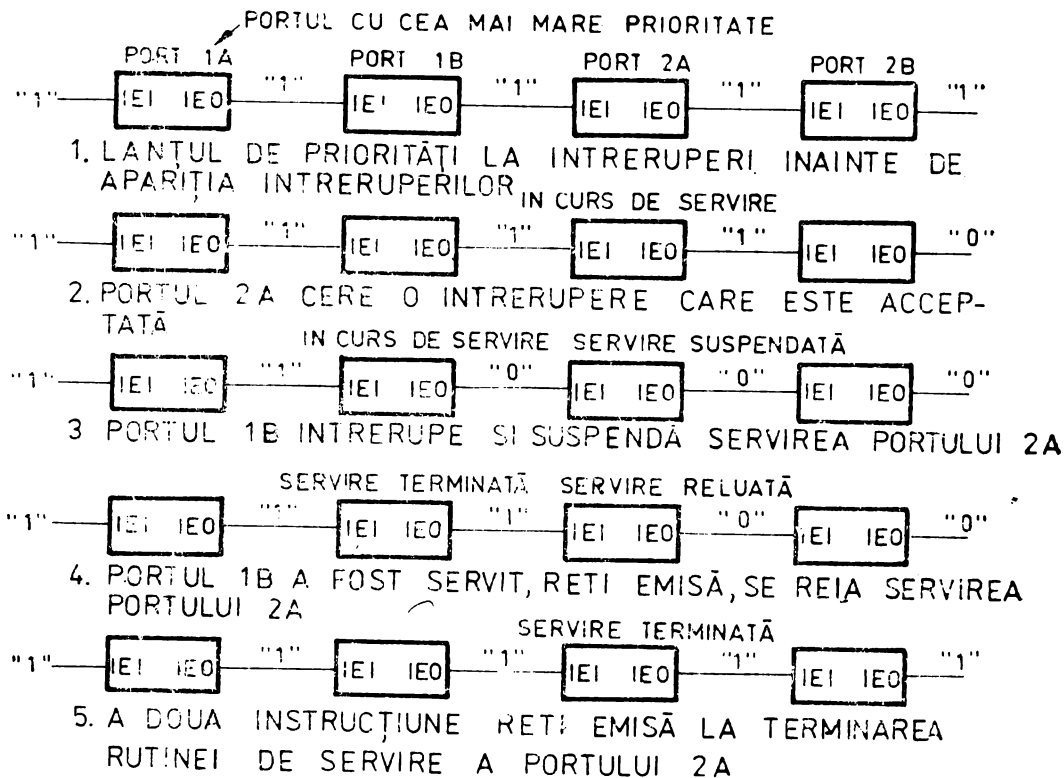 PORTUL CU CEA MAI MARE PRIORITATE
PORT 1A PORT 1B PORT 2A PORT 2B
"1" IEI IEO "1" IEI IEO "1" IEI IEO "1" IEI IEO "1"
1. LANȚUL DE PRIORITĂȚI LA INTRERUPERI INAINTE DE
APARIȚIA INTRERUPERILOR
IN CURS DE SERVIRE
"1" IEI IEO "1" IEI IEO "1" IEI IEO "1" IEI IEO "0"
2. PORTUL 2A CERE O INTRERUPERE CARE ESTE ACCEP-
TATĂ
IN CURS DE SERVIRE SERVIRE SUSPENDATĂ
"1" IEI IEO "1" IEI IEO "0" IEI IEO "0" IEI IEO "0"
3 PORTUL 1B INTRERUPE SI SUSPENDĂ SERVIREA PORTULUI 2A
SERVIRE TERMINATĂ SERVIRE RELUATĂ
"1" IEI IEO "1" IEI IEO "1" IEI IEO "0" IEI IEO "0"
4. PORTUL 1B A FOST SERVIT, RETI EMISĂ, SE REIA SERVIREA
PORTULUI 2A
SERVIRE TERMINATĂ
"1" IEI IEO "1" IEI IEO "1" IEI IEO "1" IEI IEO "1"
5. A DOUA INSTRUCȚIUNE RETI EMISĂ LA TERMINAREA
RUTINEI DE SERVIRE A PORTULUI 2A